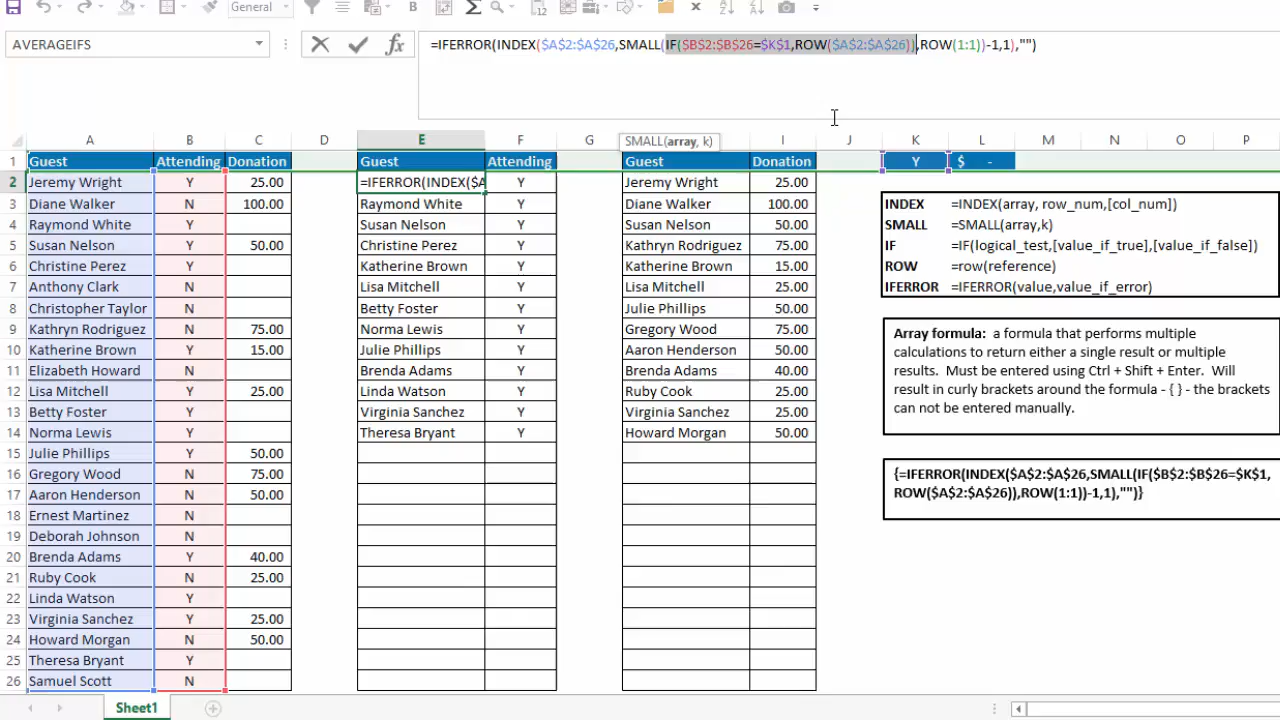 General
AVERAGEIFS
=IFERROR(INDEX($A$2:$A$26,SMALL(IF($B$2:$B$26=$K$1,ROW($A$2:$A$26)),ROW(1:1))-1,1),"")
SMALL(array, k)
A B C D E F G H I J K L M N O P
1 Guest Attending Donation Guest Attending Guest Donation Y $ -
2 Jeremy Wright Y 25.00 =IFERROR(INDEX($A Y Jeremy Wright 25.00
3 Diane Walker N 100.00 Raymond White Y Diane Walker 100.00
4 Raymond White Y Susan Nelson Y Susan Nelson 50.00
5 Susan Nelson Y 50.00 Christine Perez Y Kathryn Rodriguez 75.00
6 Christine Perez Y Katherine Brown Y Katherine Brown 15.00
7 Anthony Clark N Lisa Mitchell Y Lisa Mitchell 25.00
8 Christopher Taylor N Betty Foster Y Julie Phillips 50.00
9 Kathryn Rodriguez N 75.00 Norma Lewis Y Gregory Wood 75.00
10 Katherine Brown Y 15.00 Julie Phillips Y Aaron Henderson 50.00
11 Elizabeth Howard N Brenda Adams Y Brenda Adams 40.00
12 Lisa Mitchell Y 25.00 Linda Watson Y Ruby Cook 25.00
13 Betty Foster Y Virginia Sanchez Y Virginia Sanchez 25.00
14 Norma Lewis Y Theresa Bryant Y Howard Morgan 50.00
15 Julie Phillips Y 50.00
16 Gregory Wood N 75.00
17 Aaron Henderson N 50.00
18 Ernest Martinez N
19 Deborah Johnson N
20 Brenda Adams Y 40.00
21 Ruby Cook N 25.00
22 Linda Watson Y
23 Virginia Sanchez Y 25.00
24 Howard Morgan N 50.00
25 Theresa Bryant Y
26 Samuel Scott N
INDEX =INDEX(array, row_num,[col_num])
SMALL =SMALL(array,k)
IF =IF(logical_test,[value_if_true],[value_if_false])
ROW =row(reference)
IFERROR =IFERROR(value,value_if_error)
Array formula: a formula that performs multiple
calculations to return either a single result or multiple
results. Must be entered using Ctrl + Shift + Enter. Will
result in curly brackets around the formula - { } - the brackets
can not be entered manually.
{=IFERROR(INDEX($A$2:$A$26,SMALL(IF($B$2:$B$26=$K$1,
ROW($A$2:$A$26)),ROW(1:1))-1,1),"")}
Sheet1